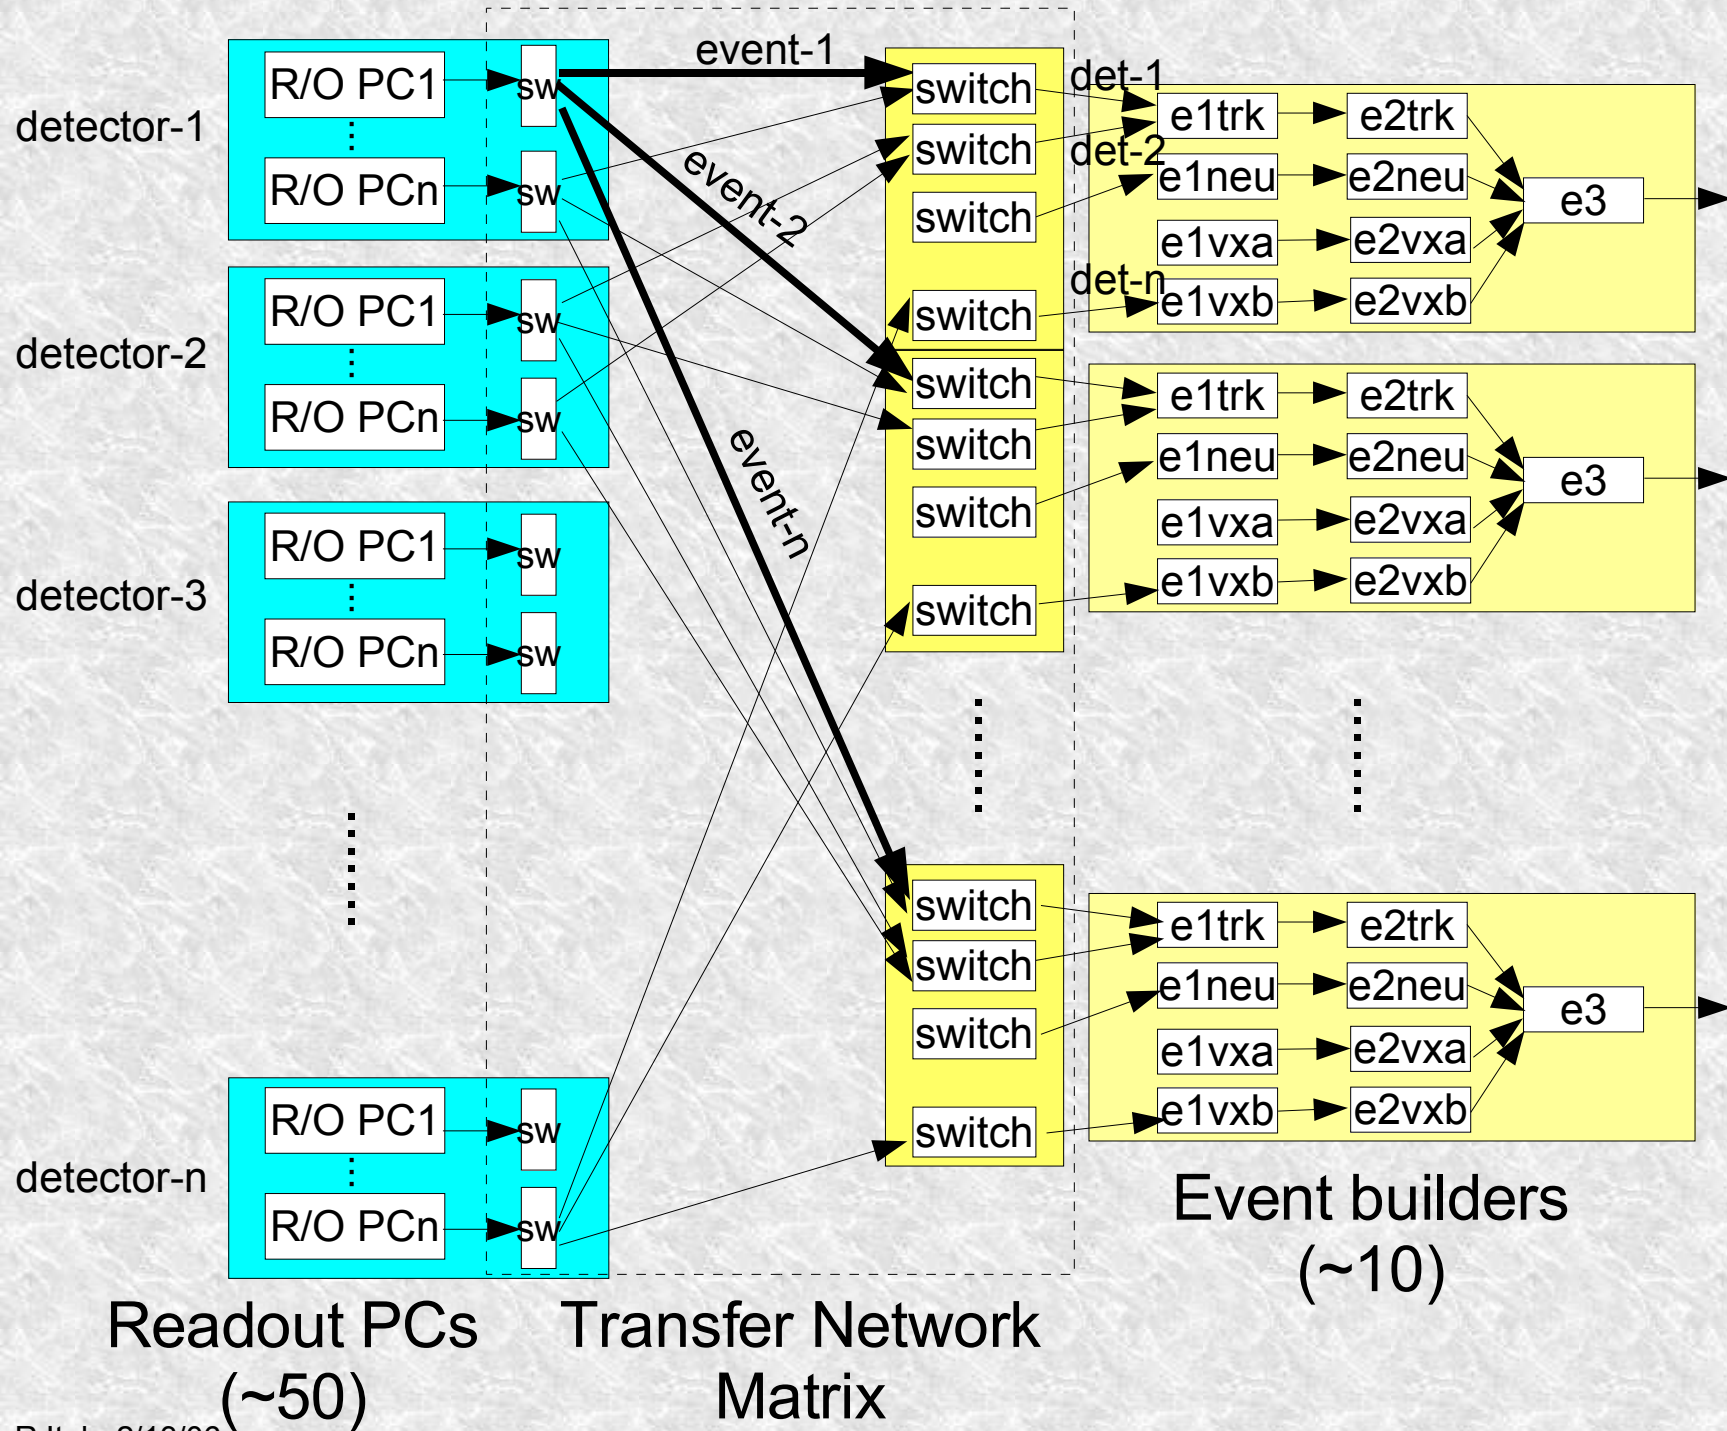 event-1
detector-1
R/O PC1
sw
R/O PCn
sw
event-2
event-n
detector-2
R/O PC1
sw
R/O PCn
sw
detector-3
R/O PC1
sw
R/O PCn
sw
detector-n
R/O PC1
sw
R/O PCn
sw
switch
switch
switch
switch
switch
switch
switch
switch
switch
switch
switch
switch
det-1
det-2
det-n
e1trk
e2trk
e1neu
e2neu
e1vxa
e2vxa
e1vxb
e2vxb
e3
e1trk
e2trk
e1neu
e2neu
e1vxa
e2vxa
e1vxb
e2vxb
e3
e1trk
e2trk
e1neu
e2neu
e1vxa
e2vxa
e1vxb
e2vxb
e3
Event builders
(~10)
Readout PCs
(~50)
Transfer Network
Matrix